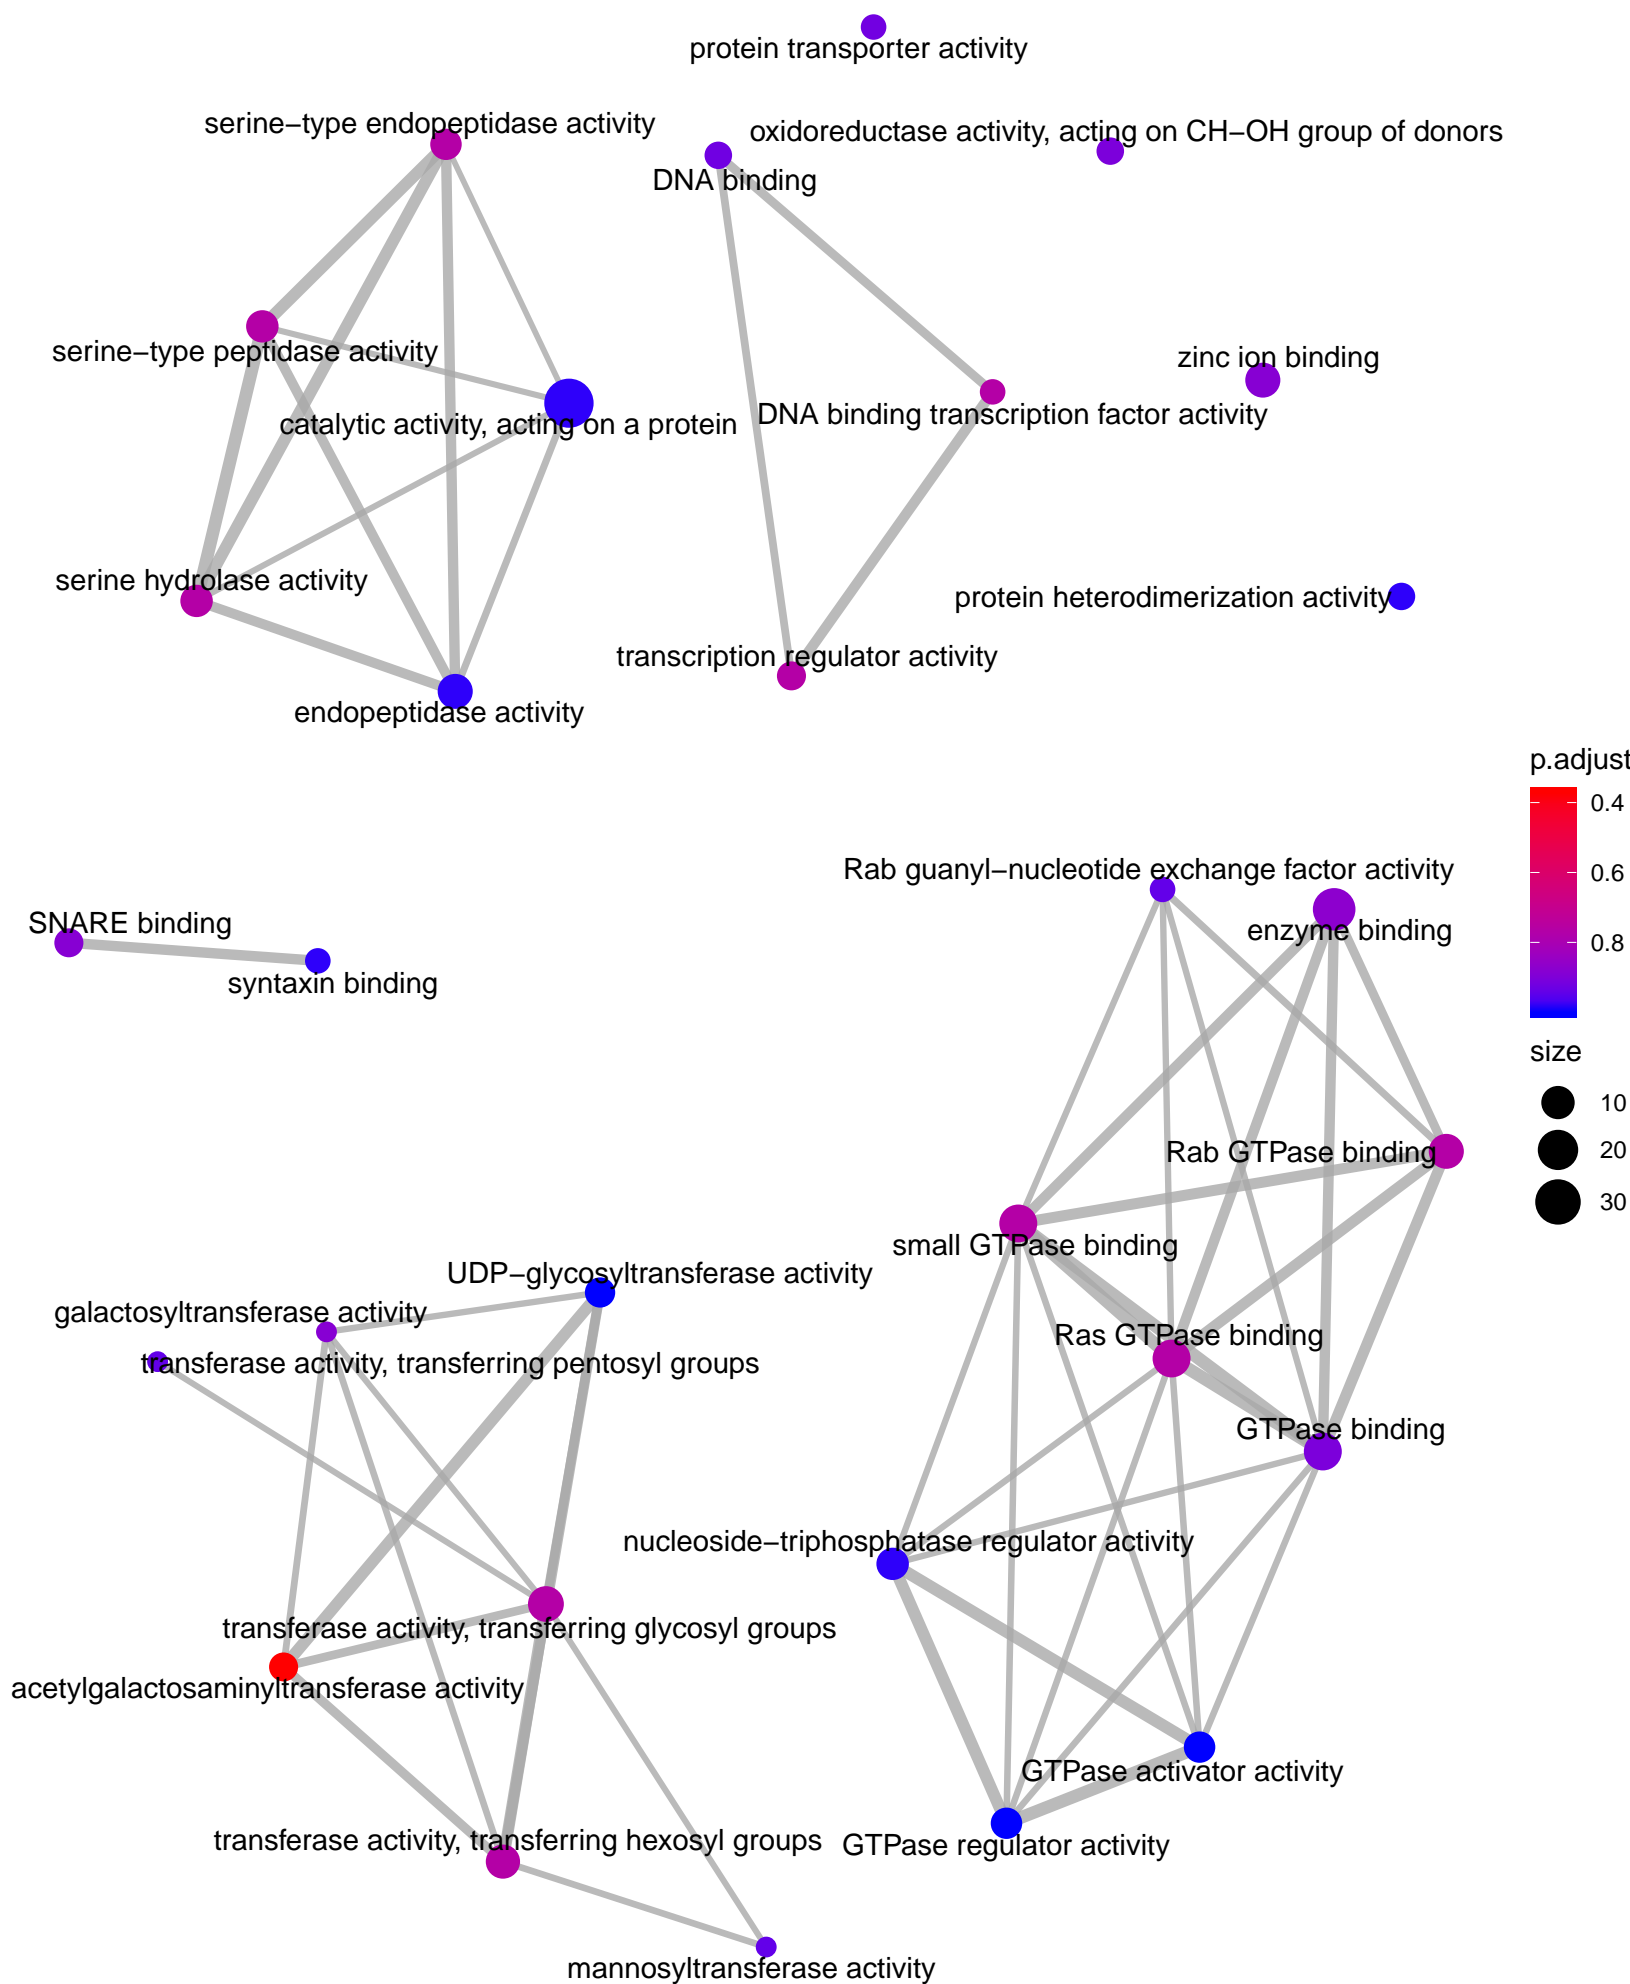 protein transporter activity
serine−type endopeptidase activity
oxidoreductase activity, acting on CH−OH group of donors
DNA binding
serine−type peptidase activity
zinc ion binding
catalytic activity, acting on a protein
DNA binding transcription factor activity
serine hydrolase activity
protein heterodimerization activity
transcription regulator activity
endopeptidase activity
p.adjust
0.4
0.6
0.8
Rab guanyl−nucleotide exchange factor activity
SNARE binding
enzyme binding
syntaxin binding
size
10
20
30
Rab GTPase binding
small GTPase binding
UDP−glycosyltransferase activity
galactosyltransferase activity
Ras GTPase binding
transferase activity, transferring pentosyl groups
GTPase binding
nucleoside−triphosphatase regulator activity
transferase activity, transferring glycosyl groups
acetylgalactosaminyltransferase activity
GTPase activator activity
transferase activity, transferring hexosyl groups
GTPase regulator activity
mannosyltransferase activity